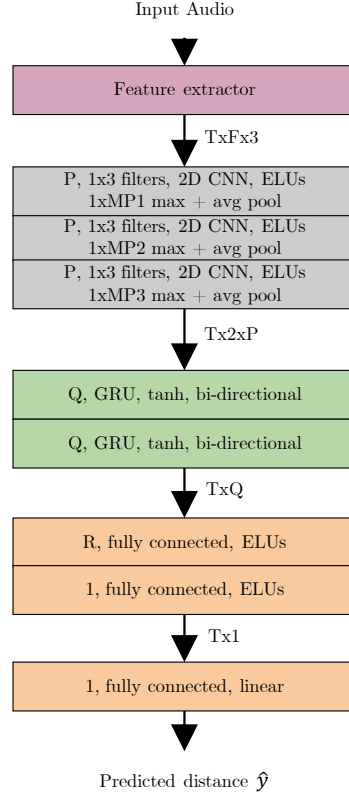 Input Audio
Feature extractor
TxFx3
P, 1x3 filters, 2D CNN, ELUs
1xMP1 max + avg pool
P, 1x3 filters, 2D CNN, ELUs
1xMP2 max + avg pool
P, 1x3 filters, 2D CNN, ELUs
1xMP3 max + avg pool
Tx2xP
Q, GRU, tanh, bi-directional
Q, GRU, tanh, bi-directional
TxQ
R, fully connected, ELUs
1, fully connected, ELUs
Tx1
1, fully connected, linear
Predicted distance ŷ